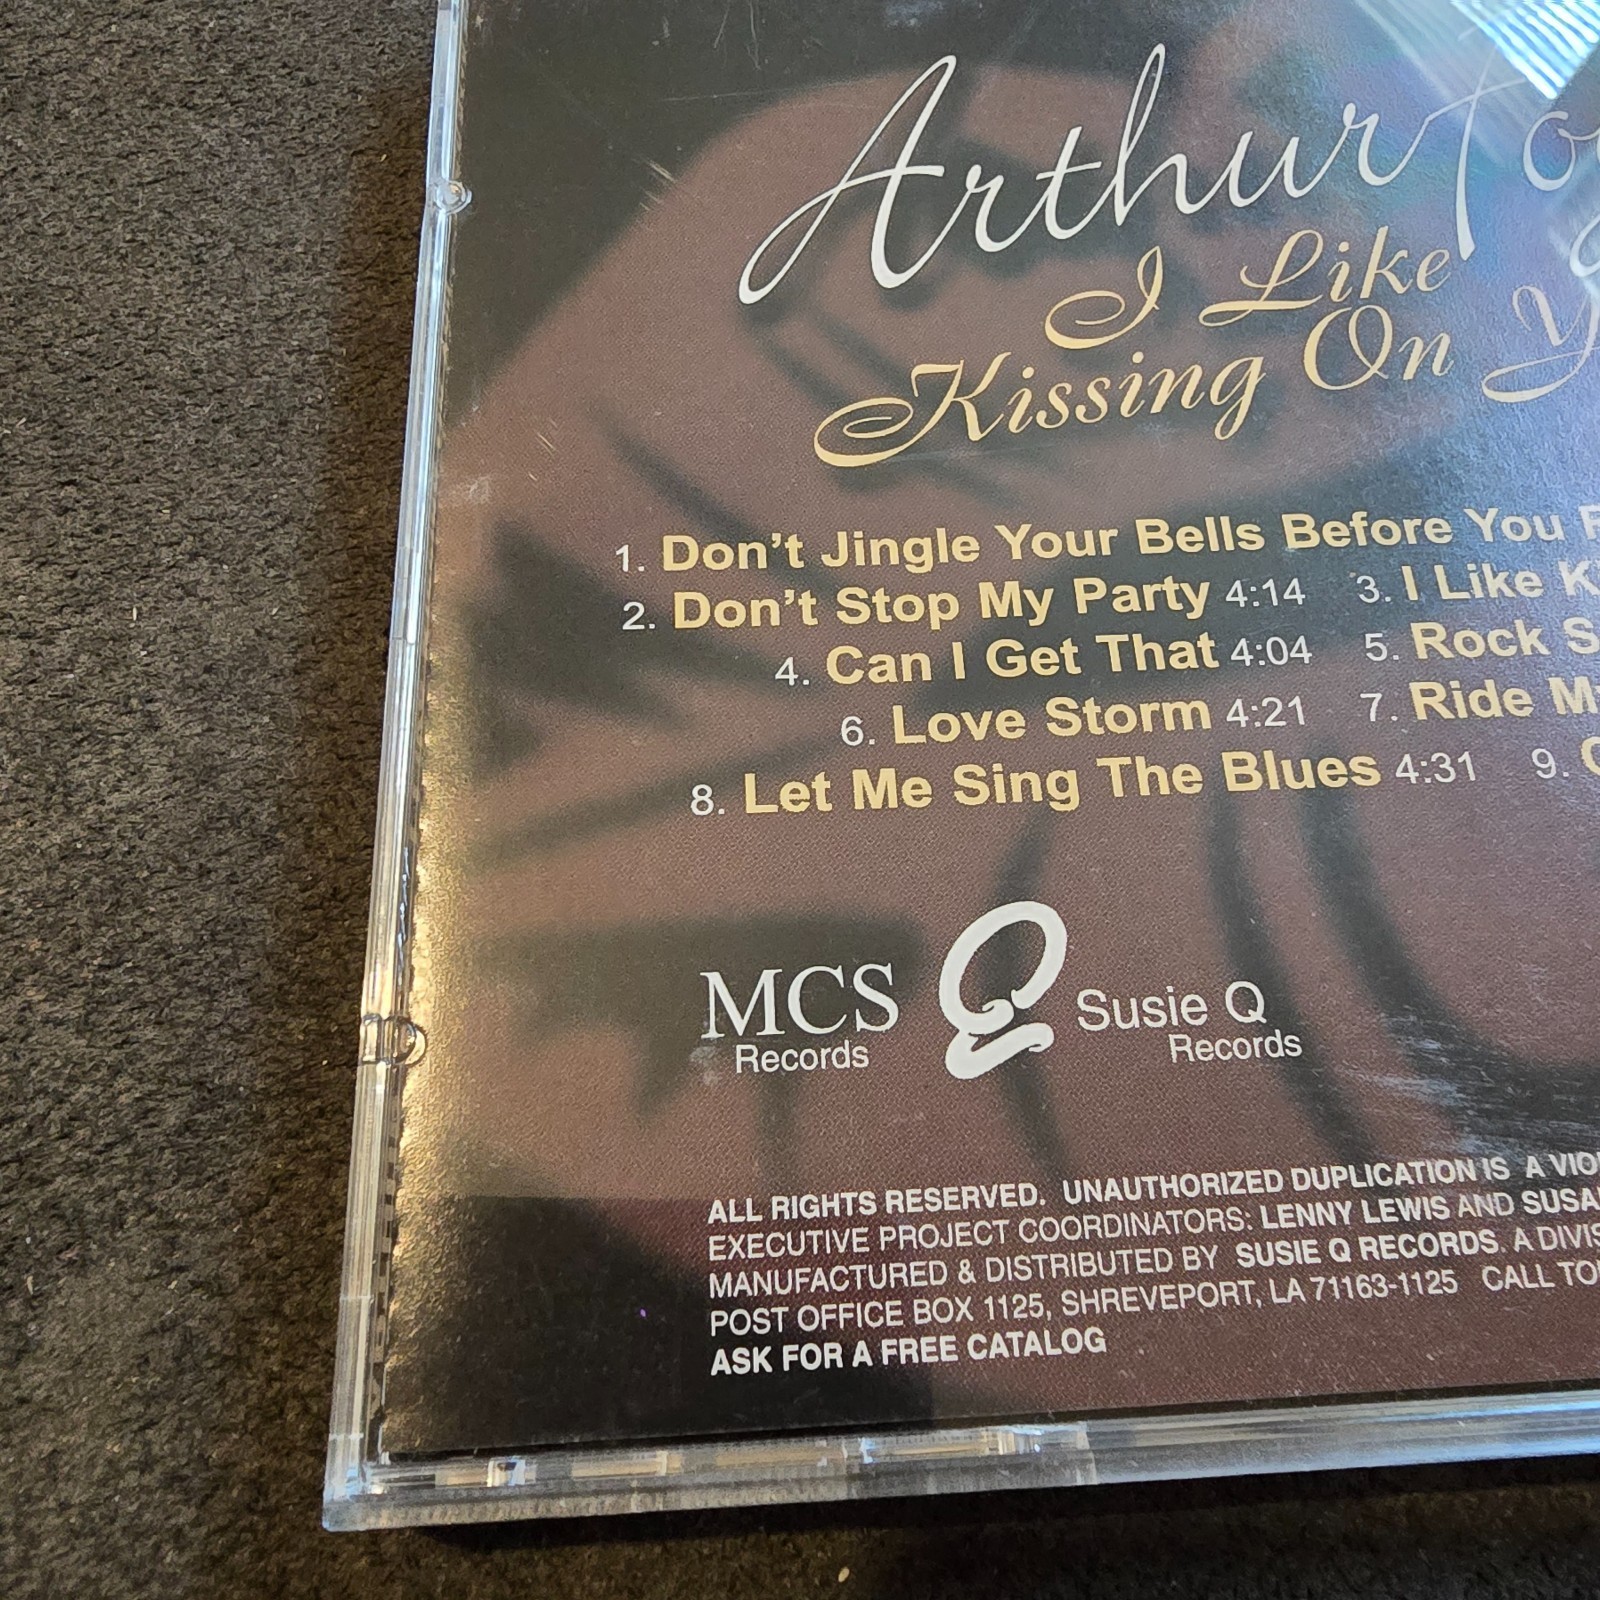 Arthur
I Like
Kissing On
1. Don't Jingle Your Bells Before You
2. Don't Stop My Party 4:14 3. I Like
4. Can I Get That 4:04 5. Rock
6. Love Storm 4:21 7. Ride
8. Let Me Sing The Blues 4:31 9.
MCS
Records
Susie Q
Records
ALL RIGHTS RESERVED. UNAUTHORIZED DUPLICATION IS A
EXECUTIVE PROJECT COORDINATORS: LENNY LEWIS AND
MANUFACTURED & DISTRIBUTED BY SUSIE Q RECORDS. A
POST OFFICE BOX 1125, SHREVEPORT, LA 71163-1125 CALL
ASK FOR A FREE CATALOG